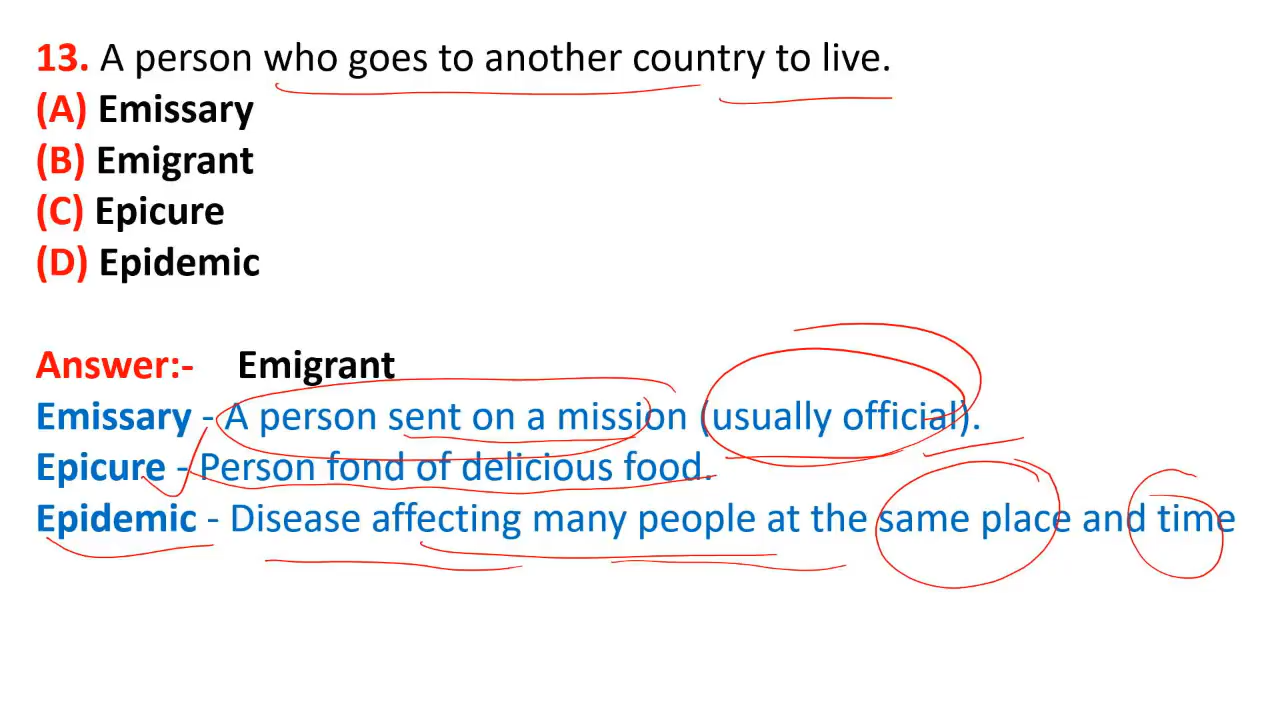 13. A person who goes to another country to live.
(A) Emissary
(B) Emigrant
(C) Epicure
(D) Epidemic
Answer:- Emigrant
Emissary - A person sent on a mission (usually official).
Epicure - Person fond of delicious food.
Epidemic - Disease affecting many people at the same place and time